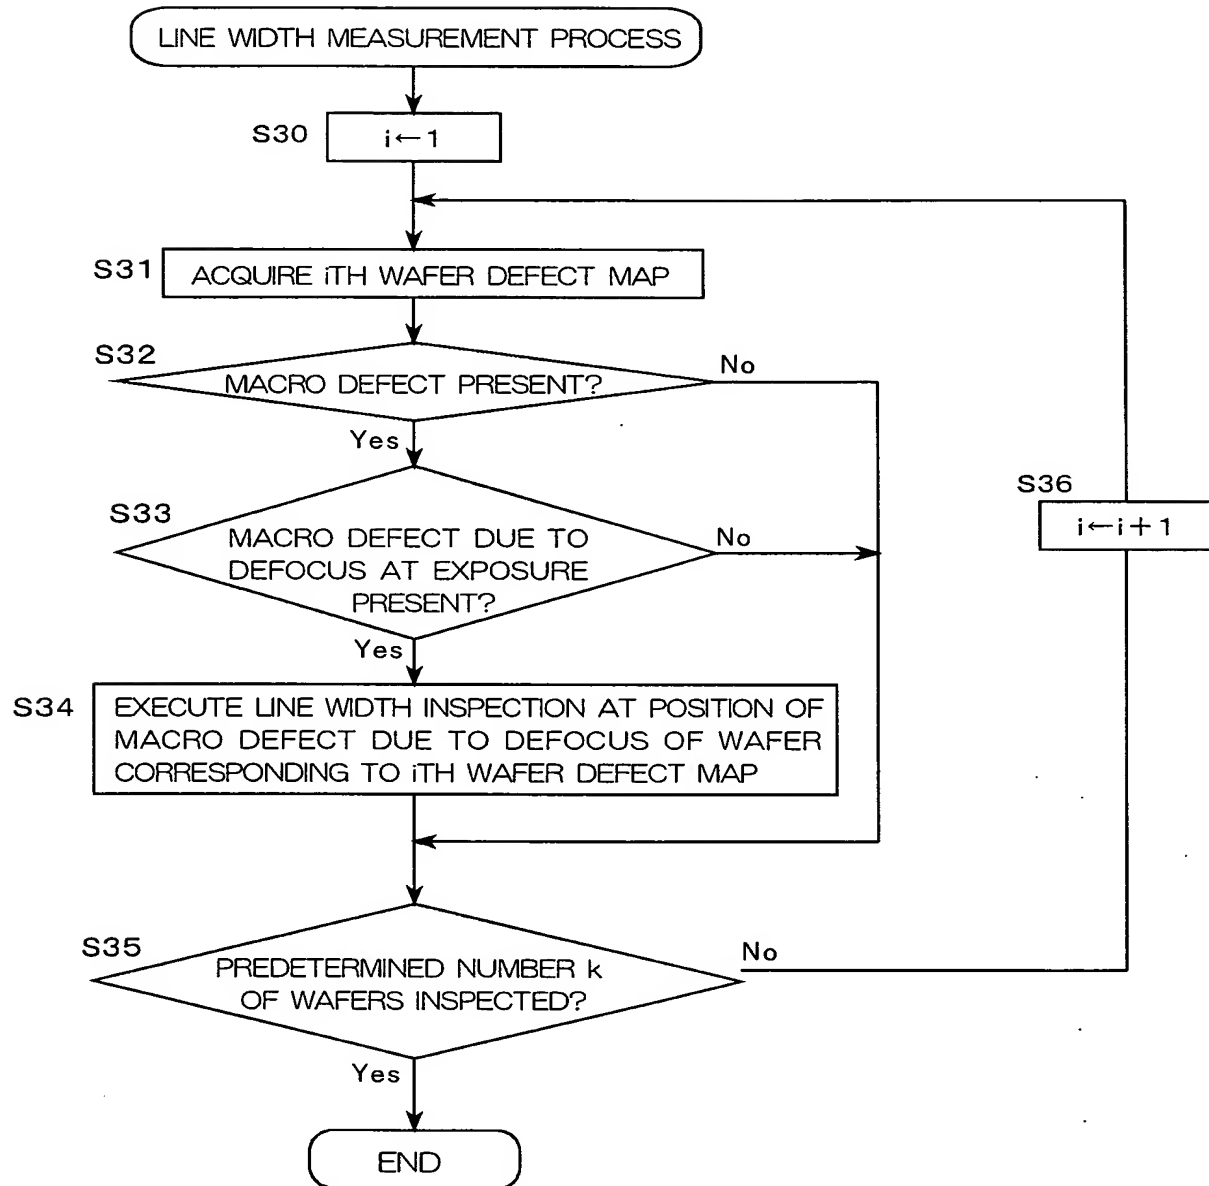 LINE WIDTH MEASUREMENT PROCESS
S30
i←1
S31
ACQUIRE iTH WAFER DEFECT MAP
S32
MACRO DEFECT PRESENT?
No
Yes
S33
MACRO DEFECT DUE TO
DEFOCUS AT EXPOSURE
PRESENT?
No
S36
i←i+1
Yes
S34
EXECUTE LINE WIDTH INSPECTION AT POSITION OF
MACRO DEFECT DUE TO DEFOCUS OF WAFER
CORRESPONDING TO iTH WAFER DEFECT MAP
S35
PREDETERMINED NUMBER k
OF WAFERS INSPECTED?
No
Yes
END